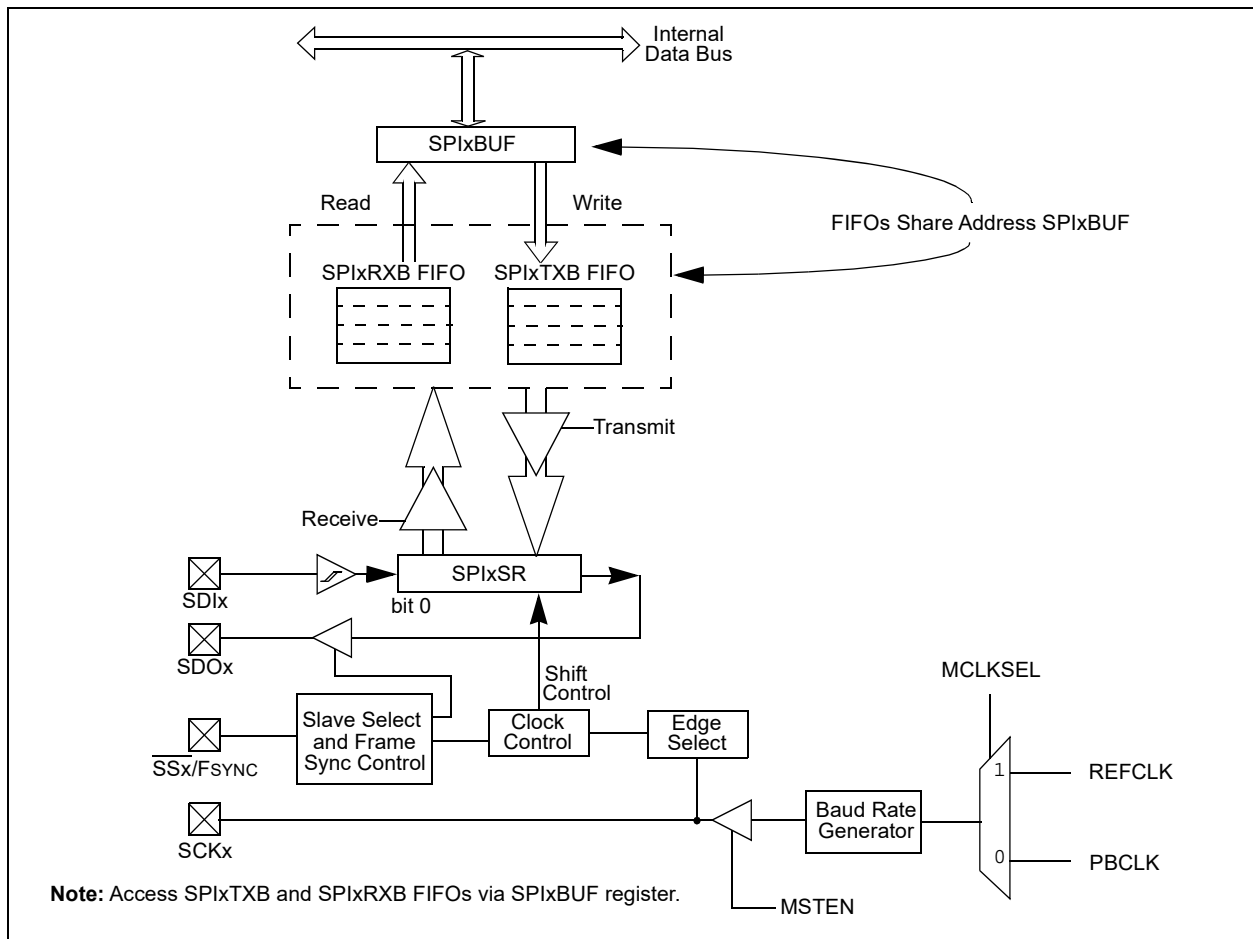 Internal
Data Bus
SPIxBUF
Read
Write
FIFOs Share Address SPIxBUF
SPIxRXB FIFO
SPIxTXB FIFO
Transmit
Receive
SPIxSR
SDIx
bit 0
SDOx
Shift
Control
MCLKSEL
Slave Select
and Frame
Sync Control
Clock
Control
Edge
Select
SSx/FSYNC
1
REFCLK
Baud Rate
Generator
SCKx
0
PBCLK
Note: Access SPIxTXB and SPIxRXB FIFOs via SPIxBUF register.
MSTEN